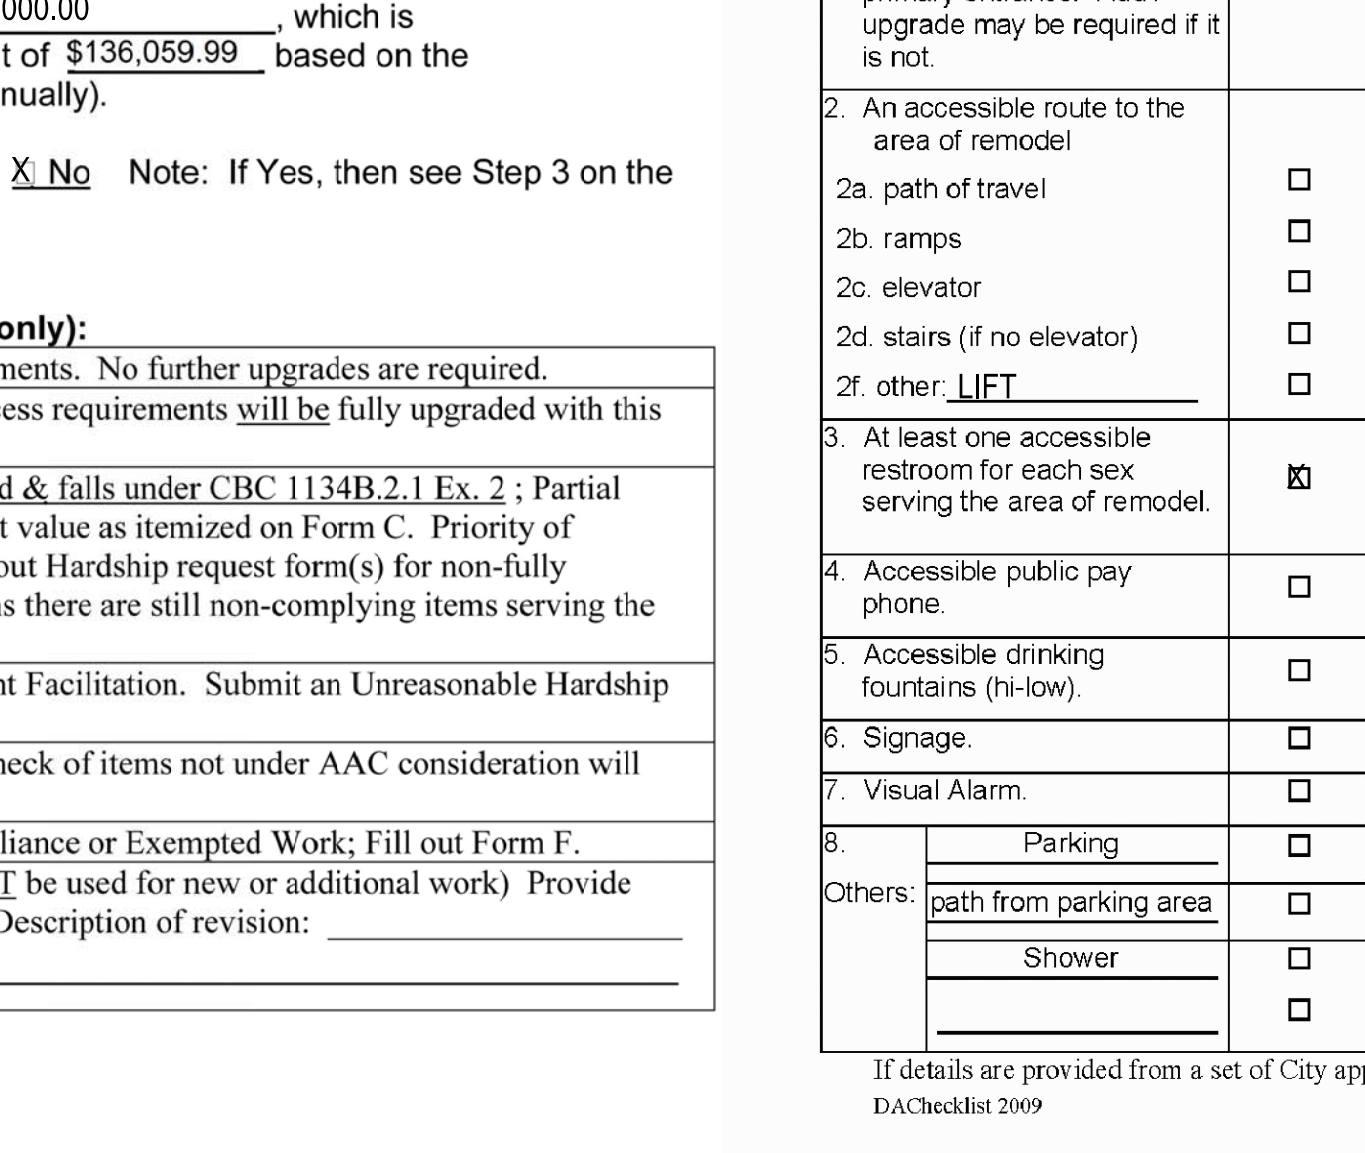 000.00 , which is
t of $136,059.99 based on the
nually).
X No Note: If Yes, then see Step 3 on the
only):
ments. No further upgrades are required.
cess requirements will be fully upgraded with this
d & falls under CBC 1134B.2.1 Ex. 2 ; Partial
t value as itemized on Form C. Priority of
out Hardship request form(s) for non-fully
as there are still non-complying items serving the
nt Facilitation. Submit an Unreasonable Hardship
heck of items not under AAC consideration will
liance or Exempted Work; Fill out Form F.
T be used for new or additional work) Provide
Description of revision:
upgrade may be required if it
is not.
2. An accessible route to the
area of remodel
2a. path of travel
2b. ramps
2c. elevator
2d. stairs (if no elevator)
2f. other: LIFT
3. At least one accessible
restroom for each sex
serving the area of remodel.
X
4. Accessible public pay
phone.
5. Accessible drinking
fountains (hi-low).
6. Signage.
7. Visual Alarm.
8. Parking
Others: path from parking area
Shower
If details are provided from a set of City app
DAChecklist 2009